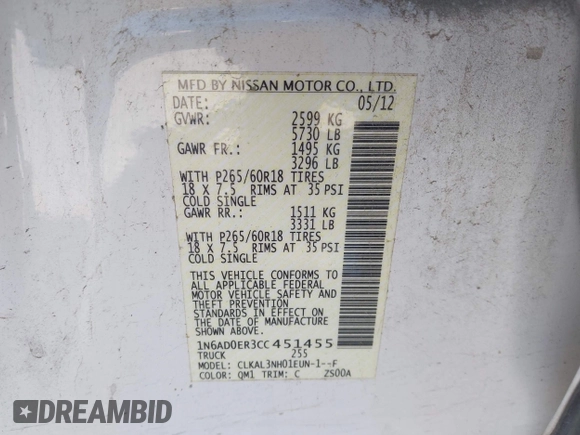 MFD BY NISSAN MOTOR CO., LTD.
DATE: 05/12
GVWR: 2599 KG
5730 LB
GAWR FR.: 1495 KG
3296 LB
WITH P265/60R18 TIRES
18 X 7.5 RIMS AT 35 PSI
COLD SINGLE
GAWR RR.: 1511 KG
3331 LB
WITH P265/60R18 TIRES
18 X 7.5 RIMS AT 35 PSI
COLD SINGLE
THIS VEHICLE CONFORMS TO
ALL APPLICABLE FEDERAL
MOTOR VEHICLE SAFETY AND
THEFT PREVENTION
STANDARDS IN EFFECT ON
THE DATE OF MANUFACTURE
SHOWN ABOVE.
1N6AD0ER3CC451455
TRUCK 255
MODEL: CLKAL3NH01EUN-1--F
COLOR: QM1 TRIM: C ZS00A
DREAMBID